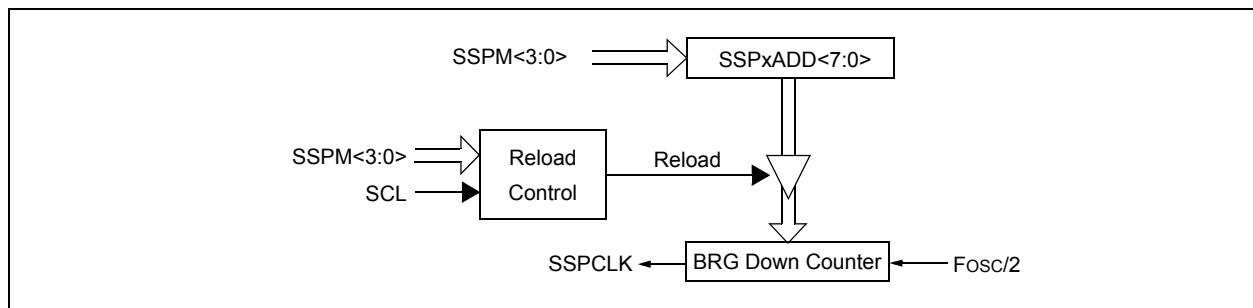 SSPM<3:0>
SSPxADD<7:0>
SSPM<3:0>
SCL
Reload
Control
Reload
SSPCLK
BRG Down Counter
FOSC/2